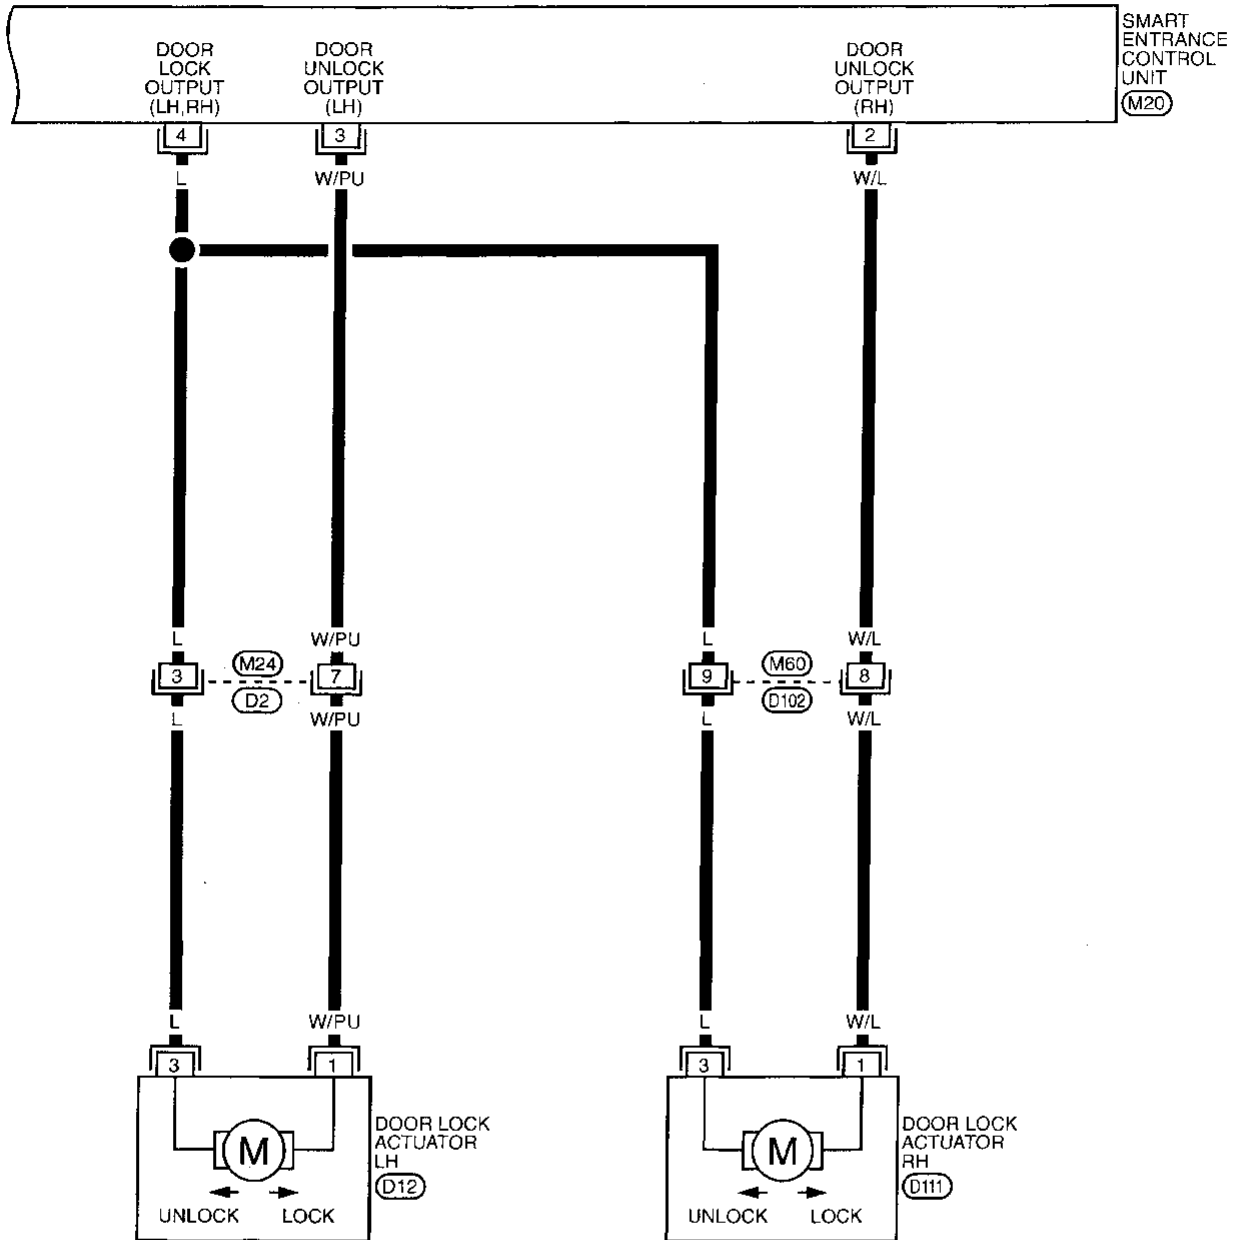 SMART
ENTRANCE
CONTROL
UNIT
M20
DOOR
LOCK
OUTPUT
(LH,RH)
DOOR
UNLOCK
OUTPUT
(LH)
DOOR
UNLOCK
OUTPUT
(RH)
4
3
2
L
W/PU
W/L
L
W/PU
L
W/L
3
M24
7
9
M60
8
D2
D102
L
W/PU
L
W/L
L
W/PU
L
W/L
3
1
3
1
M
DOOR LOCK
ACTUATOR
LH
D12
UNLOCK
LOCK
M
DOOR LOCK
ACTUATOR
RH
D111
UNLOCK
LOCK